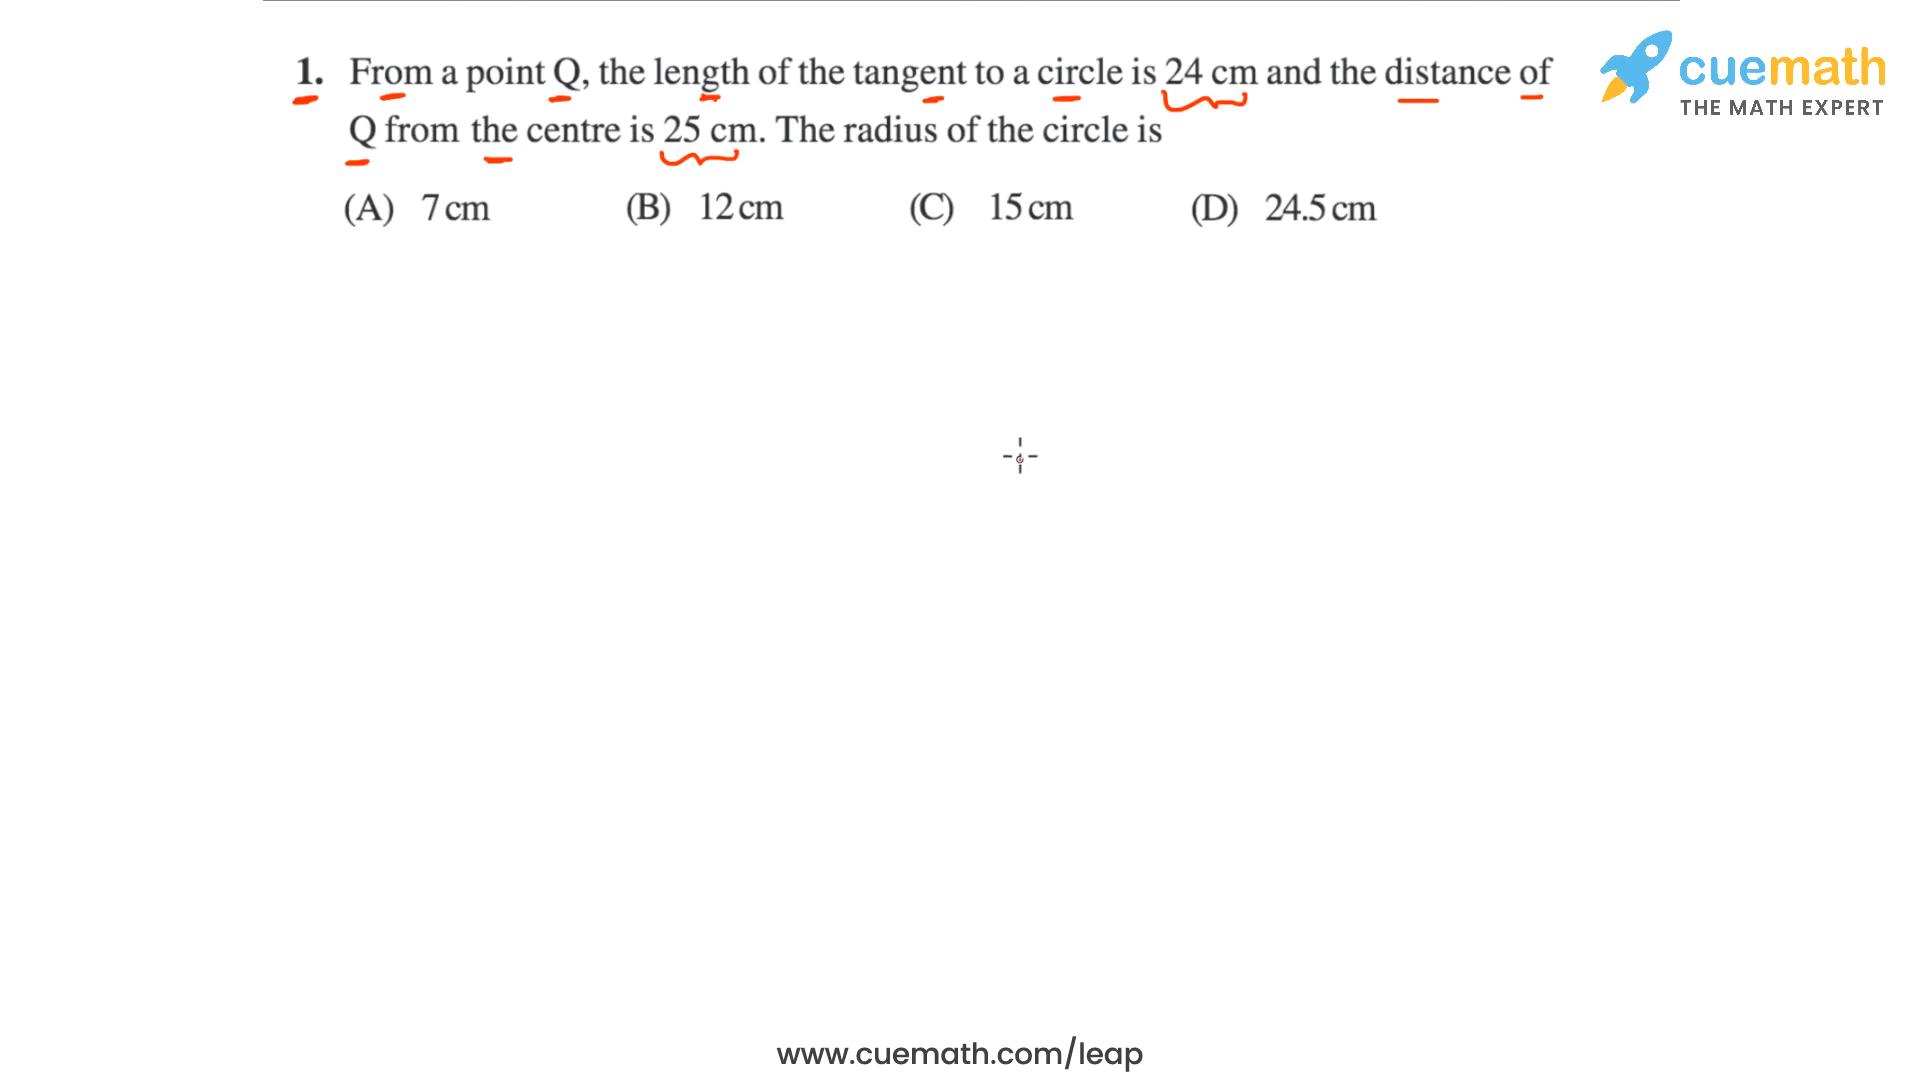 1. From a point Q, the length of the tangent to a circle is 24 cm and the distance of
Q from the centre is 25 cm. The radius of the circle is
(A) 7 cm (B) 12 cm (C) 15 cm (D) 24.5 cm
cuemath
THE MATH EXPERT
www.cuemath.com/leap